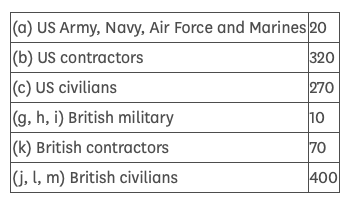 (a) US Army, Navy, Air Force and Marines 20
(b) US contractors 320
(c) US civilians 270
(g, h, i) British military 10
(k) British contractors 70
(j, l, m) British civilians 400